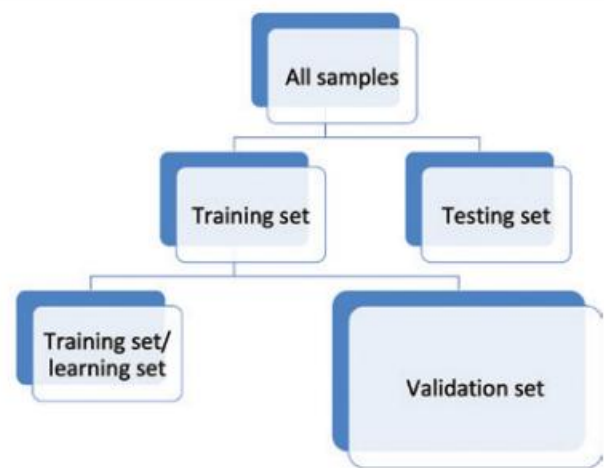 All samples
Training set
Testing set
Training set/
learning set
Validation set